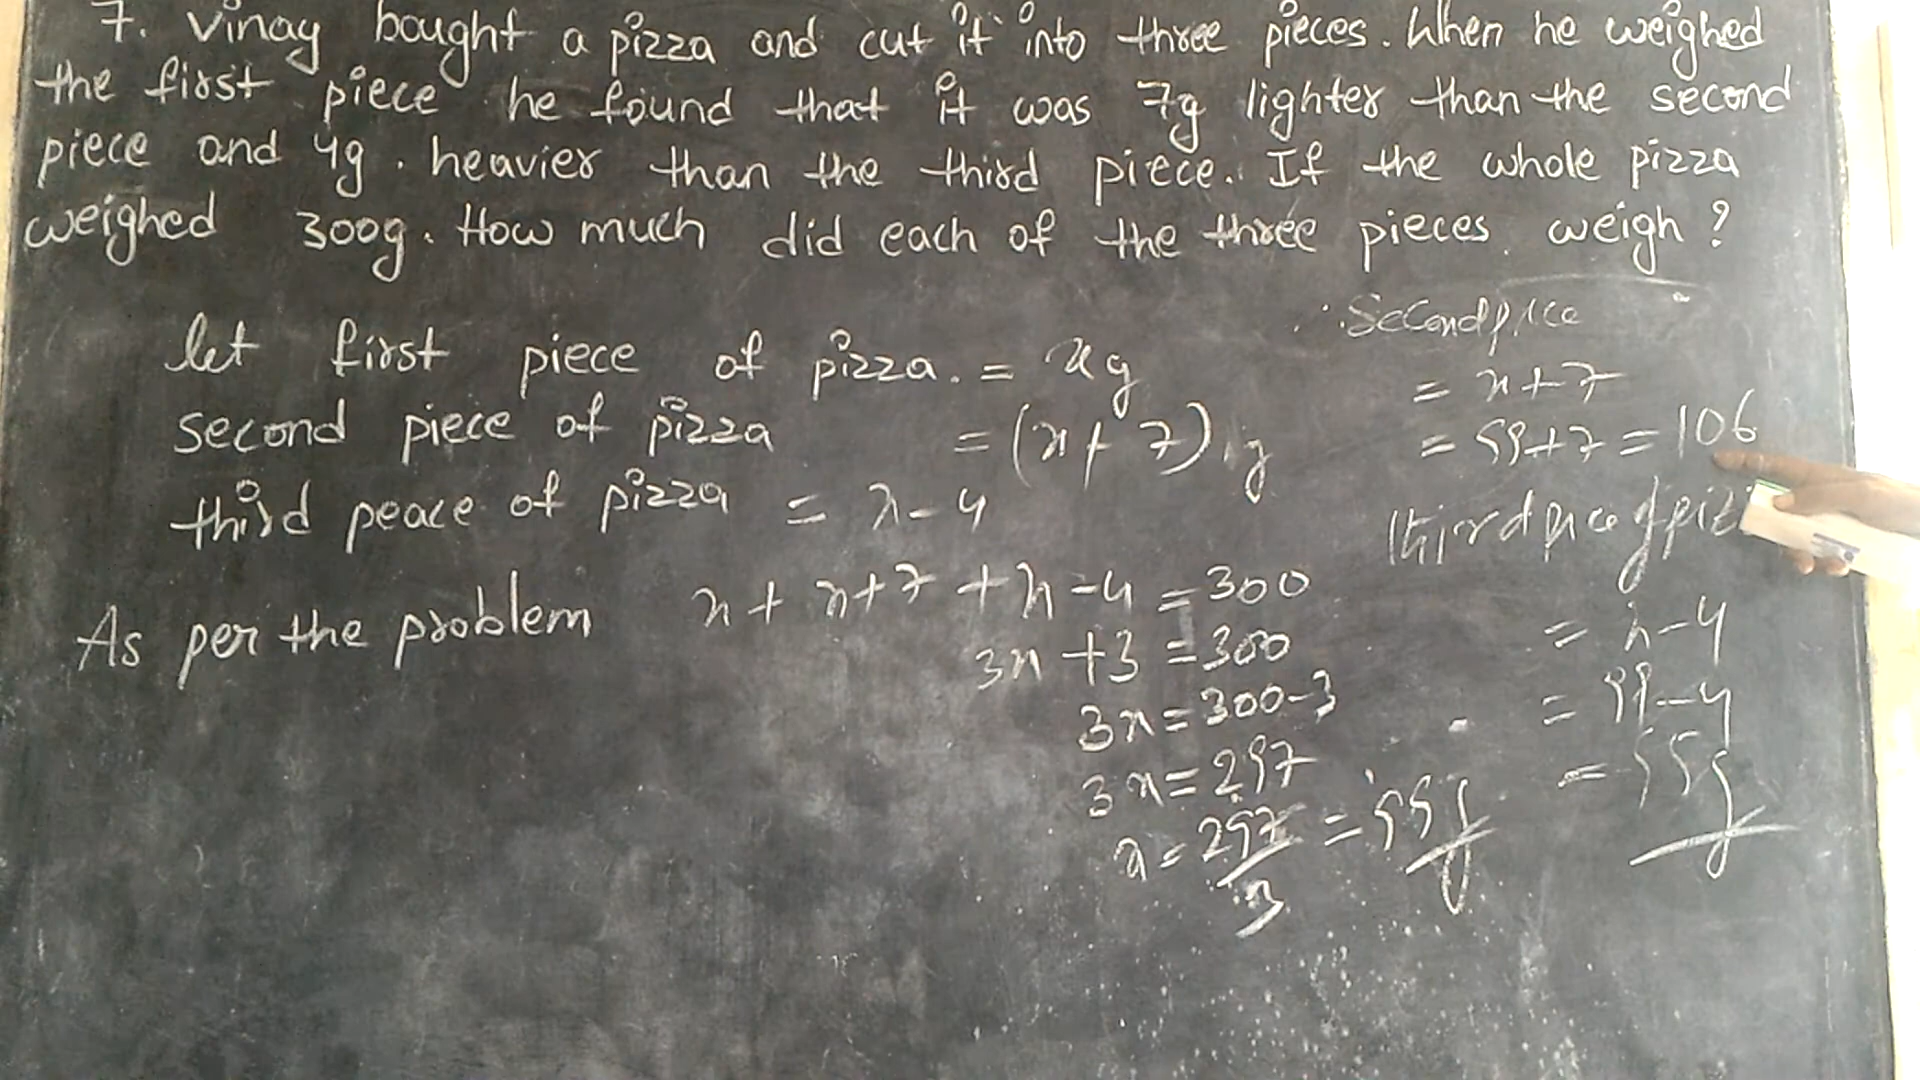 7. Vinay bought a pizza and cut it into three pieces. When he weighed
the first piece he found that it was 7g lighter than the second
piece and 4g. heavier than the third piece. If the whole pizza
weighed 300g. How much did each of the three pieces weigh?
let first piece of pizza. = x g
second piece of pizza = (x + 7) g
third peace of pizza = x - 4
As per the problem x + x+7 + x-4 = 300
3x + 3 = 300
3x = 300-3
3x = 297
x = 297/3 = 99g
∴ Second piece
= x+7
= 99+7 = 106
third piece of
= x-4
= 99-4
= 95g